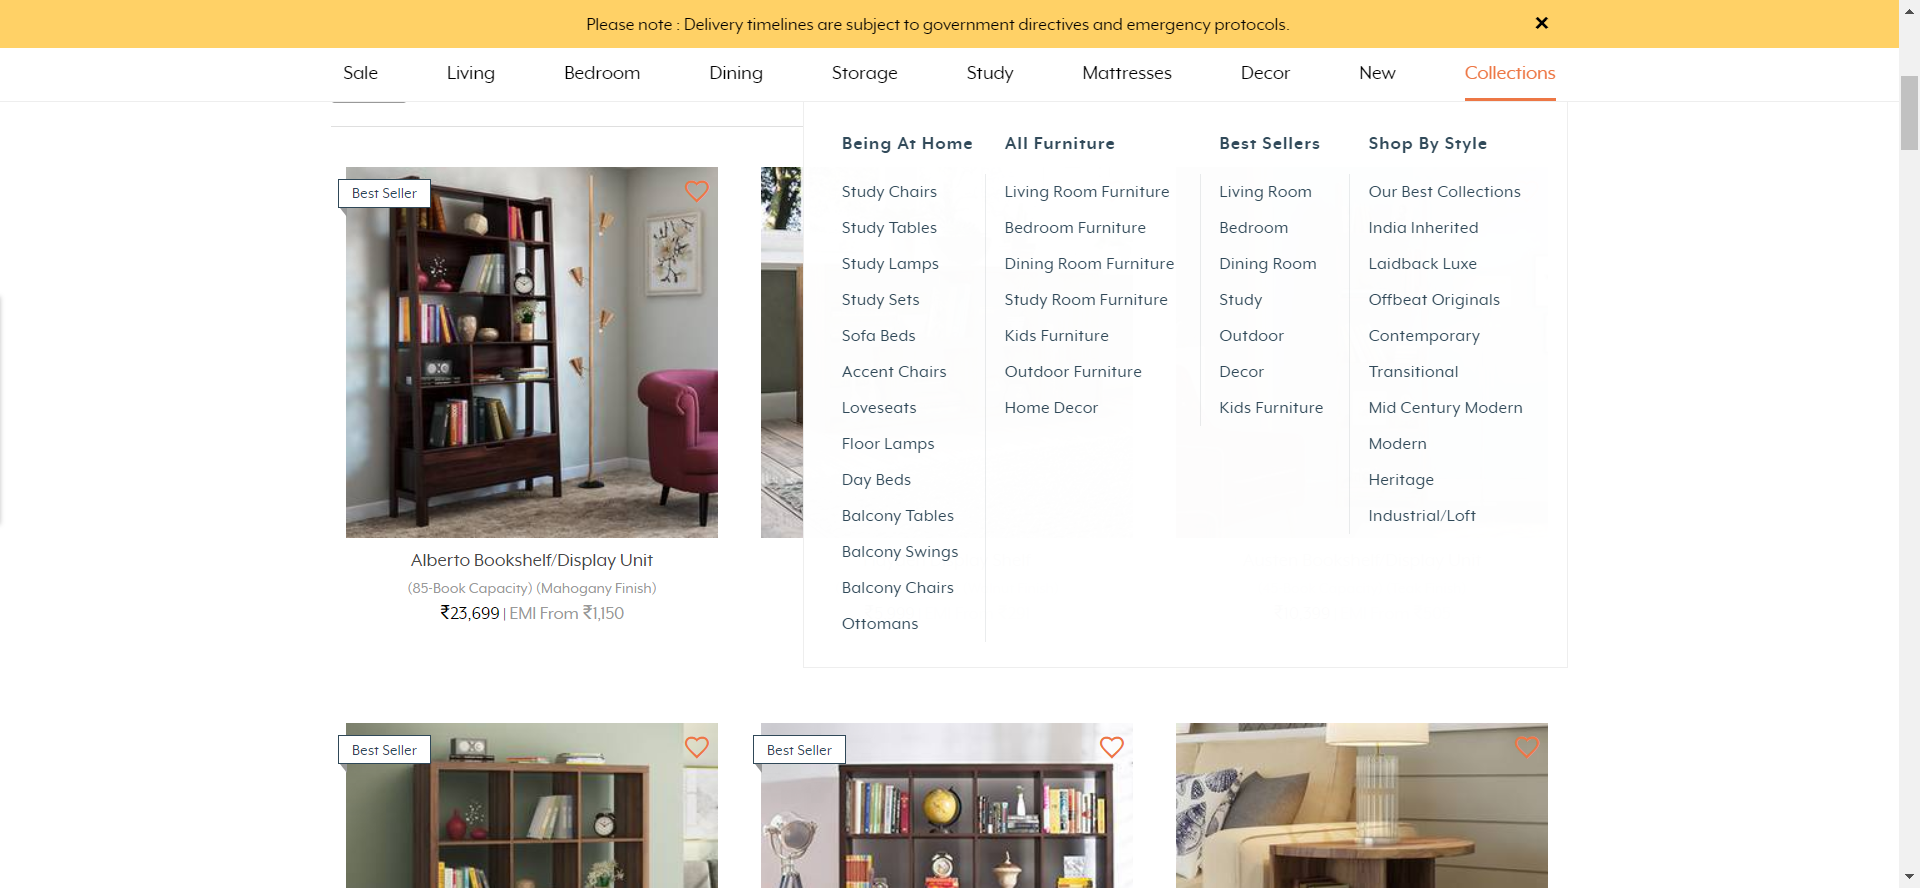 Please note : Delivery timelines are subject to government directives and emergency protocols.
Sale
Living
Bedroom
Dining
Storage
Study
Mattresses
Decor
New
Collections
Being At Home
Study Chairs
Study Tables
Study Lamps
Study Sets
Sofa Beds
Accent Chairs
Loveseats
Floor Lamps
Day Beds
Balcony Tables
Balcony Swings
Balcony Chairs
Ottomans
All Furniture
Living Room Furniture
Bedroom Furniture
Dining Room Furniture
Study Room Furniture
Kids Furniture
Outdoor Furniture
Home Decor
Best Sellers
Living Room
Bedroom
Dining Room
Study
Outdoor
Decor
Kids Furniture
Shop By Style
Our Best Collections
India Inherited
Laidback Luxe
Offbeat Originals
Contemporary
Transitional
Mid Century Modern
Modern
Heritage
Industrial/Loft
Best Seller
Alberto Bookshelf/Display Unit
(85-Book Capacity) (Mahogany Finish)
₹23,699 | EMI From ₹1,150
Best Seller
Best Seller